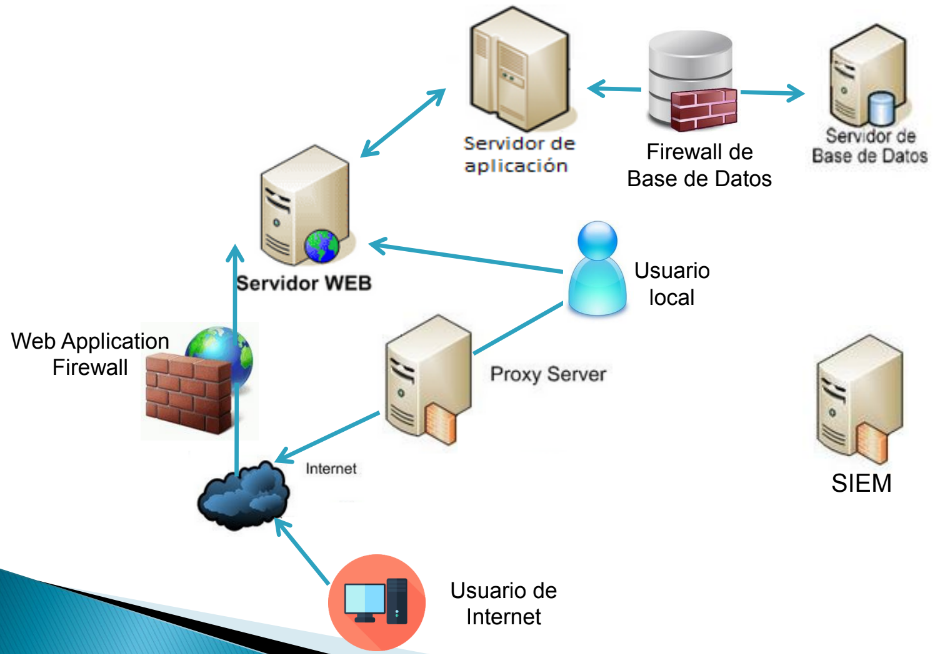 Servidor de
aplicación
Firewall de
Base de Datos
Servidor de
Base de Datos
Servidor WEB
Usuario
local
Web Application
Firewall
Proxy Server
Internet
SIEM
Usuario de
Internet